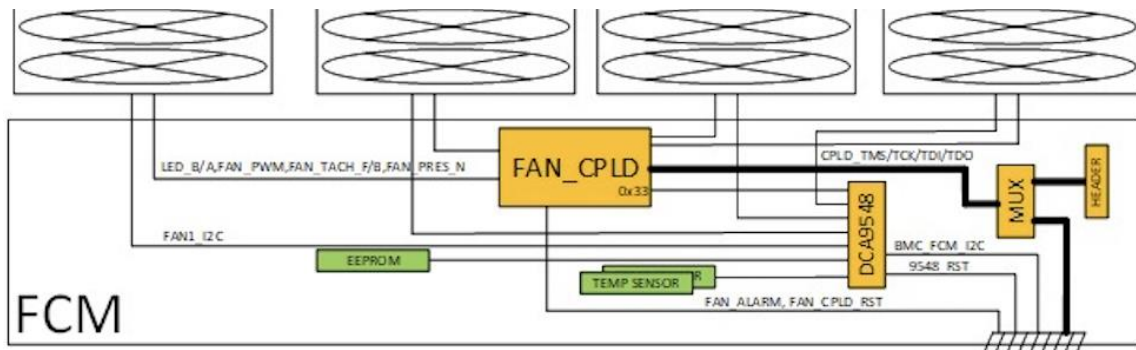 LED_B/A,FAN_PWM,FAN_TACH_F/B,FAN_PRES_N
FAN_CPLD
0x33
CPLD_TMS/TCK/TDI/TDO
MUX
HEADER
DCA9548
FAN1_I2C
BMC_FCM_I2C
EEPROM
9548_RST
TEMP SENSOR
R
FAN_ALARM, FAN_CPLD_RST
FCM